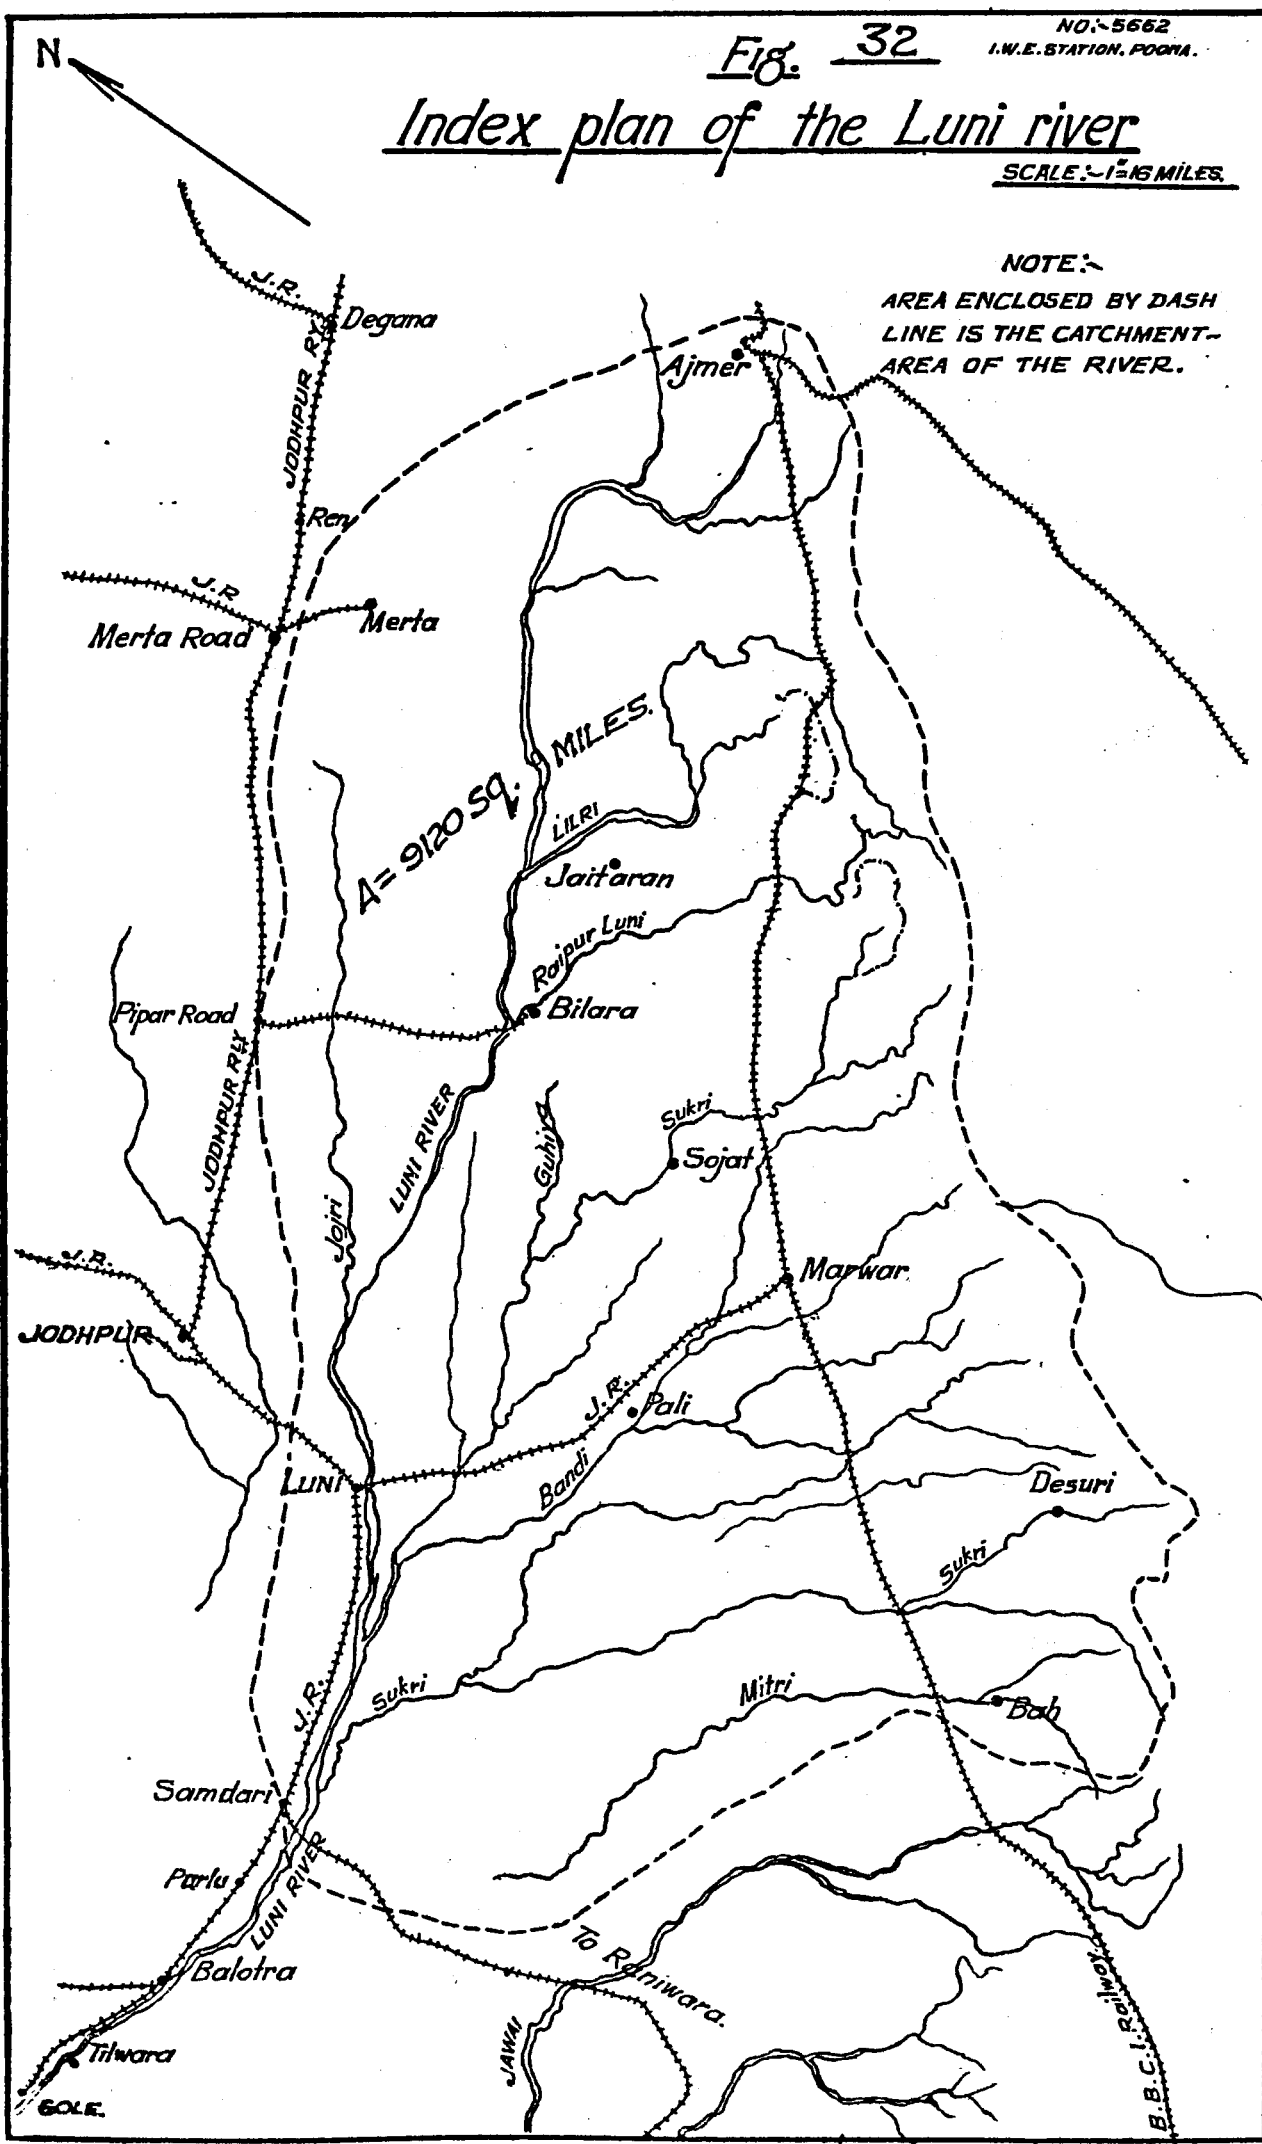 NO:-5662
I.W.E. STATION. POONA.
N
Fig. 32
Index plan of the Luni river
SCALE:-1"=16 MILES.
NOTE:-
AREA ENCLOSED BY DASH
LINE IS THE CATCHMENT-
AREA OF THE RIVER.
J.R.
Degana
JODHPUR RY.
Ajmer
Ren
J.R
Merta Road
Merta
A= 9120 SQ. MILES.
LILRI
Jaitaran
Raipur Luni
Pipar Road
Bilara
JODHPUR RLY
LUNI RIVER
Guhiya
Sukri
Sojat
Jojri
J.R.
Marwar
JODHPUR
J.R.
Pali
LUNI
Bandi
Desuri
Sukri
J.R.
Sukri
Mitri
Bah
Samdari
Parlu
LUNI RIVER
To Raniwara.
Balotra
JAWAI
B.B.C.I. Railway.
Tilwara
GOLE.